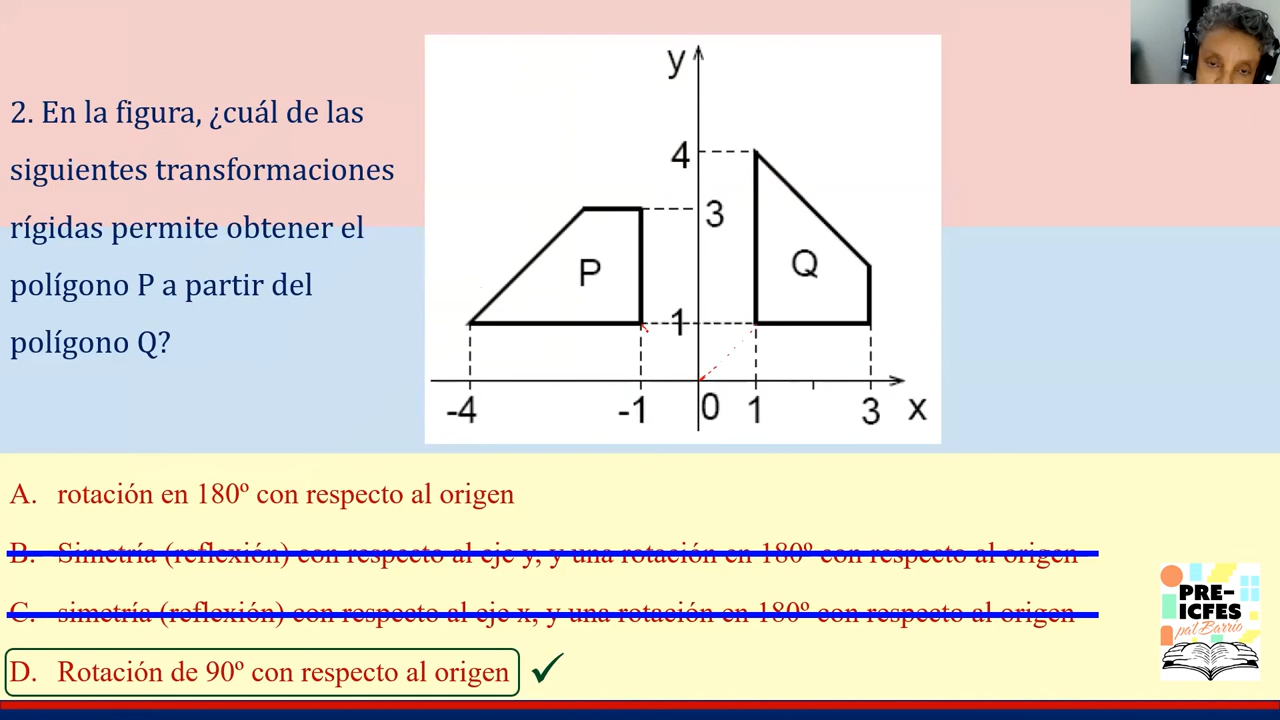 2. En la figura, ¿cuál de las
siguientes transformaciones
rígidas permite obtener el
polígono P a partir del
polígono Q?
y
4
3
P
Q
1
-4
-1
0
1
3
x
A. rotación en 180º con respecto al origen
B. Simetría (reflexión) con respecto al eje y, y una rotación en 180º con respecto al origen
C. simetría (reflexión) con respecto al eje x, y una rotación en 180º con respecto al origen
D. Rotación de 90º con respecto al origen
PRE-
ICFES
pa'l Barrio